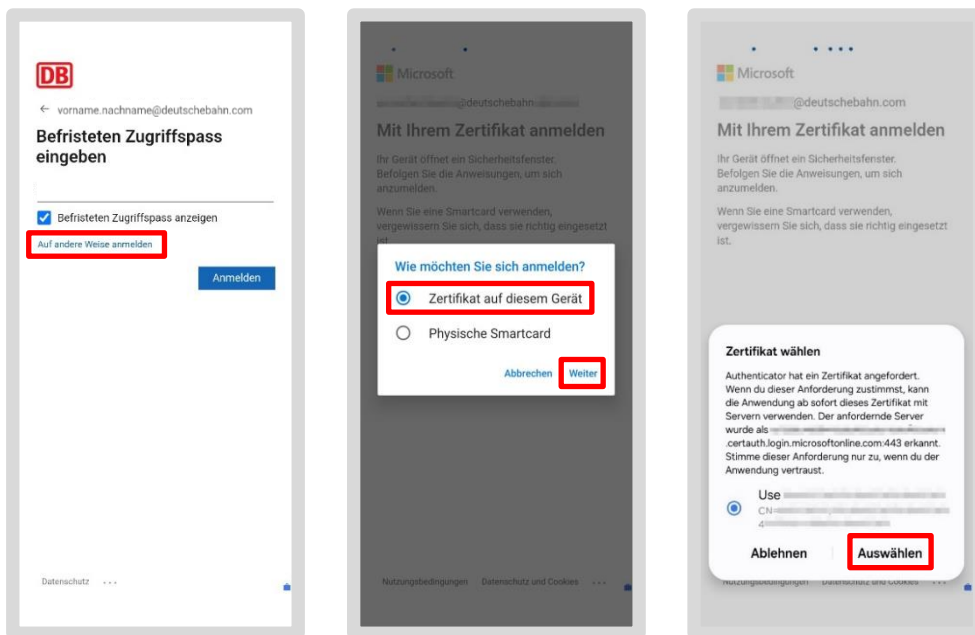 DB
← vorname.nachname@deutschebahn.com
Befristeten Zugriffspass
eingeben
Befristeten Zugriffspass anzeigen
Auf andere Weise anmelden
Anmelden
Datenschutz ...
Microsoft
@deutschebahn
Mit Ihrem Zertifikat anmelden
Ihr Gerät öffnet ein Sicherheitsfenster.
Befolgen Sie die Anweisungen, um sich
anzumelden.
Wenn Sie eine Smartcard verwenden,
vergewissern Sie sich, dass sie richtig eingesetzt
ist.
Wie möchten Sie sich anmelden?
Zertifikat auf diesem Gerät
Physische Smartcard
Abbrechen Weiter
Nutzungsbedingungen Datenschutz und Cookies ...
Microsoft
@deutschebahn.com
Mit Ihrem Zertifikat anmelden
Ihr Gerät öffnet ein Sicherheitsfenster.
Befolgen Sie die Anweisungen, um sich
anzumelden.
Wenn Sie eine Smartcard verwenden,
vergewissern Sie sich, dass sie richtig eingesetzt
ist.
Zertifikat wählen
Authenticator hat ein Zertifikat angefordert.
Wenn du dieser Anforderung zustimmst, kann
die Anwendung ab sofort dieses Zertifikat mit
Servern verwenden. Der anfordernde Server
wurde als
.certauth.login.microsoftonline.com:443 erkannt.
Stimme dieser Anforderung nur zu, wenn du der
Anwendung vertraust.
Use
CN=
4
Ablehnen Auswählen
Nutzungsbedingungen Datenschutz und Cookies ...